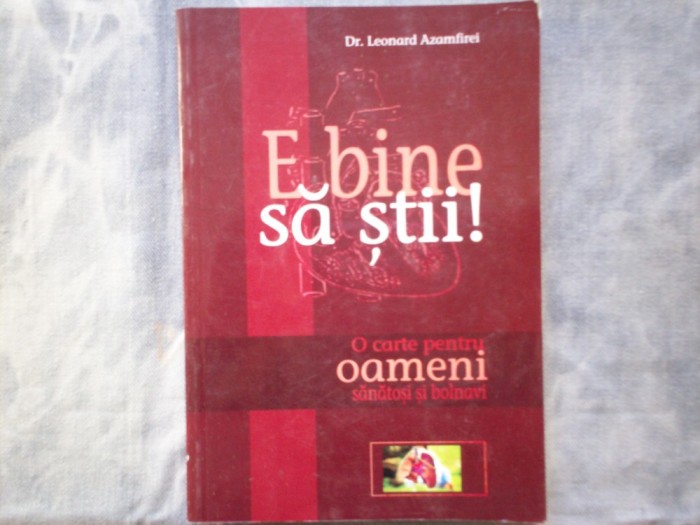 Dr. Leonard Azamfirei
E bine
să știi!
O carte pentru
oameni
sănătoși și bolnavi